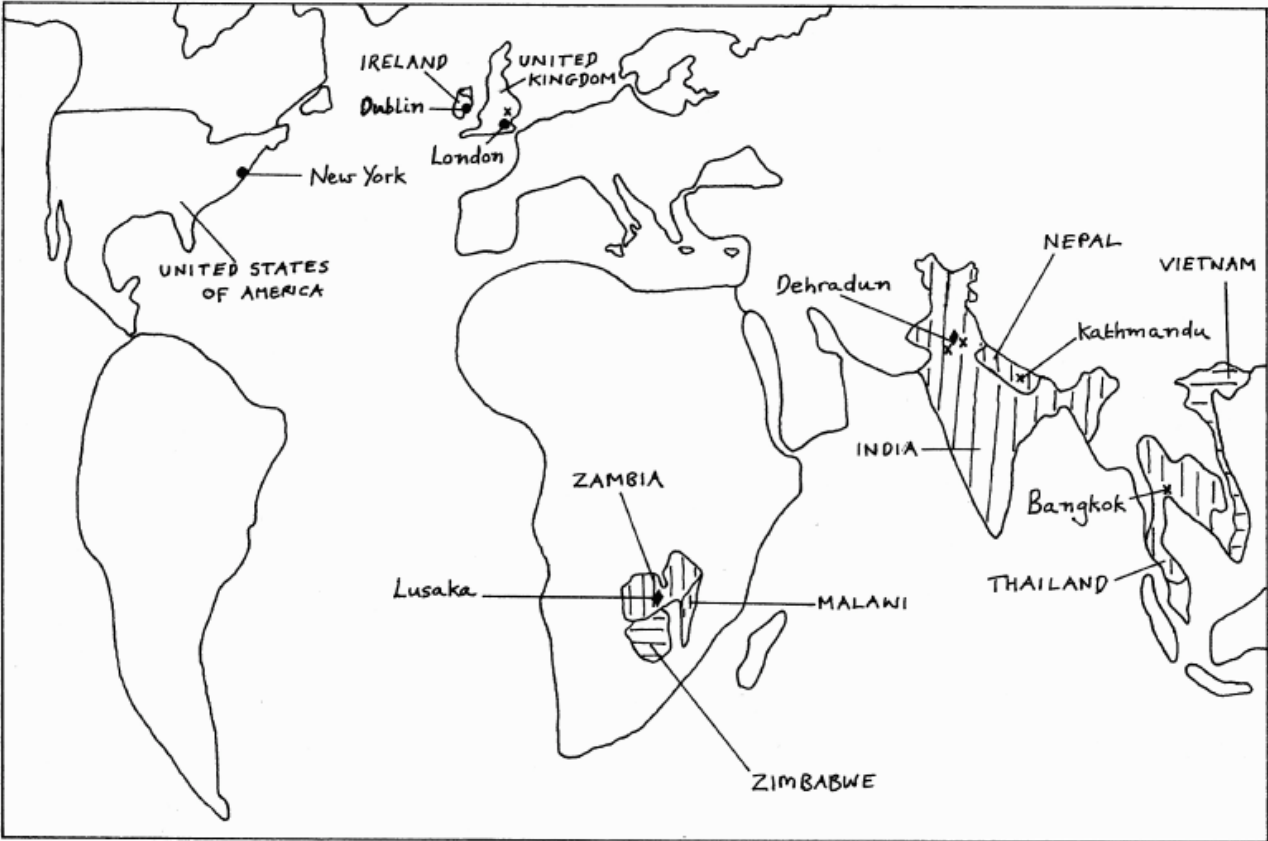 IRELAND
UNITED
KINGDOM
Dublin
London
New York
UNITED STATES
OF AMERICA
NEPAL
VIETNAM
Dehradun
Kathmandu
INDIA
ZAMBIA
Bangkok
Lusaka
MALAWI
THAILAND
ZIMBABWE